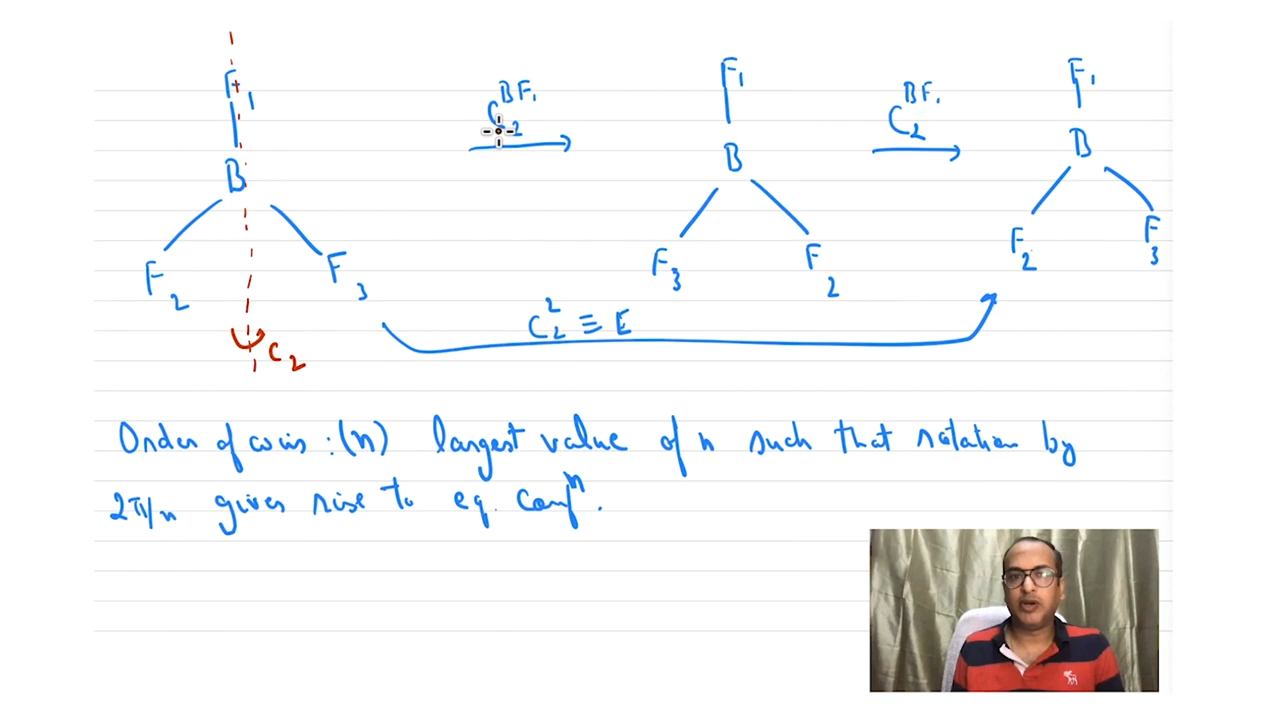 F1 C2^BF1 F1 C2^BF1 F1
B B B
F2 F3 F3 F2 F2 F3
C2
C2^2 ≡ E
Order of axis : (n) largest value of n such that rotation by
2π/n gives rise to eq. conf^n.